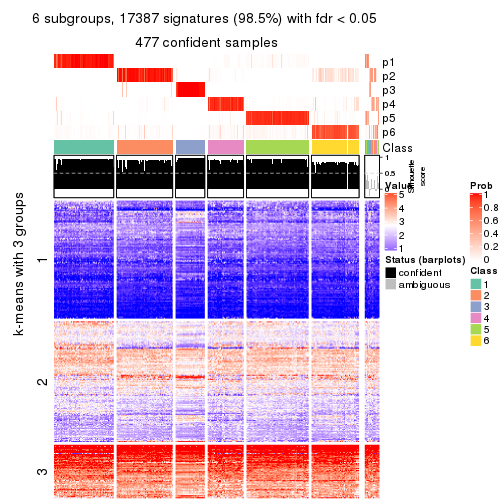 6 subgroups, 17387 signatures (98.5%) with fdr < 0.05
477 confident samples
p1
p2
p3
p4
p5
p6
Class
1
0.5
0
Silhouette
score
k-means with 3 groups
1
2
3
Value
5
4
3
2
1
Status (barplots)
confident
ambiguous
Prob
1
0.8
0.6
0.4
0.2
0
Class
1
2
3
4
5
6